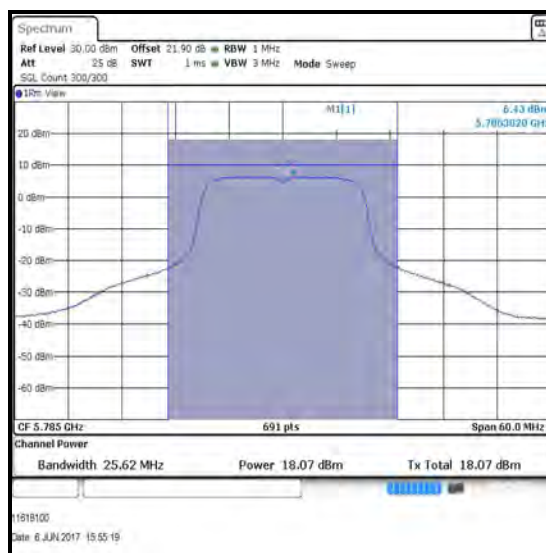 Spectrum
Ref Level 30.00 dBm Offset 21.90 dB RBW 1 MHz
Att 25 dB SWT 1 ms VBW 3 MHz Mode Sweep
SGL Count 300/300
1Rm View
M1[1] 6.43 dBm
5.7863020 GHz
20 dBm
10 dBm
0 dBm
-10 dBm
-20 dBm
-30 dBm
-40 dBm
-50 dBm
-60 dBm
CF 5.785 GHz 691 pts Span 60.0 MHz
Channel Power
Bandwidth 25.62 MHz Power 18.07 dBm Tx Total 18.07 dBm
11619100
Date: 6.JUN.2017 15:55:19